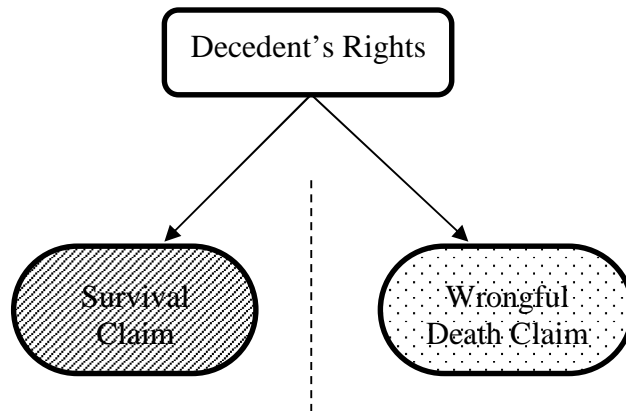 Decedent’s Rights
Survival
Claim
Wrongful
Death Claim